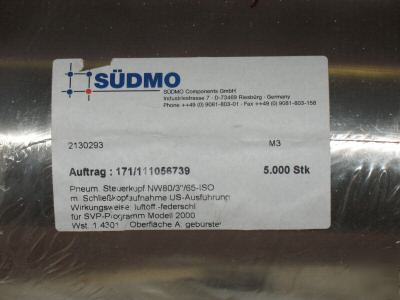 SÜDMO
SÜDMO Components GmbH
Industriestrasse 7 · D-73469 Riesbürg · Germany
Phone ++49 (0) 9081-803-01 · Fax ++49 (0) 9081-803-158
2130293 M3
Auftrag : 171/111056739 5.000 Stk
Pneum. Steuerkopf NW80/3"/65-ISO
m. Schließkopfaufnahme US-Ausführung
Wirkungsweise: luftöff.-federschl
für SVP-Programm Modell 2000
Wst. 1.4301 Oberfläche A. gebürstet